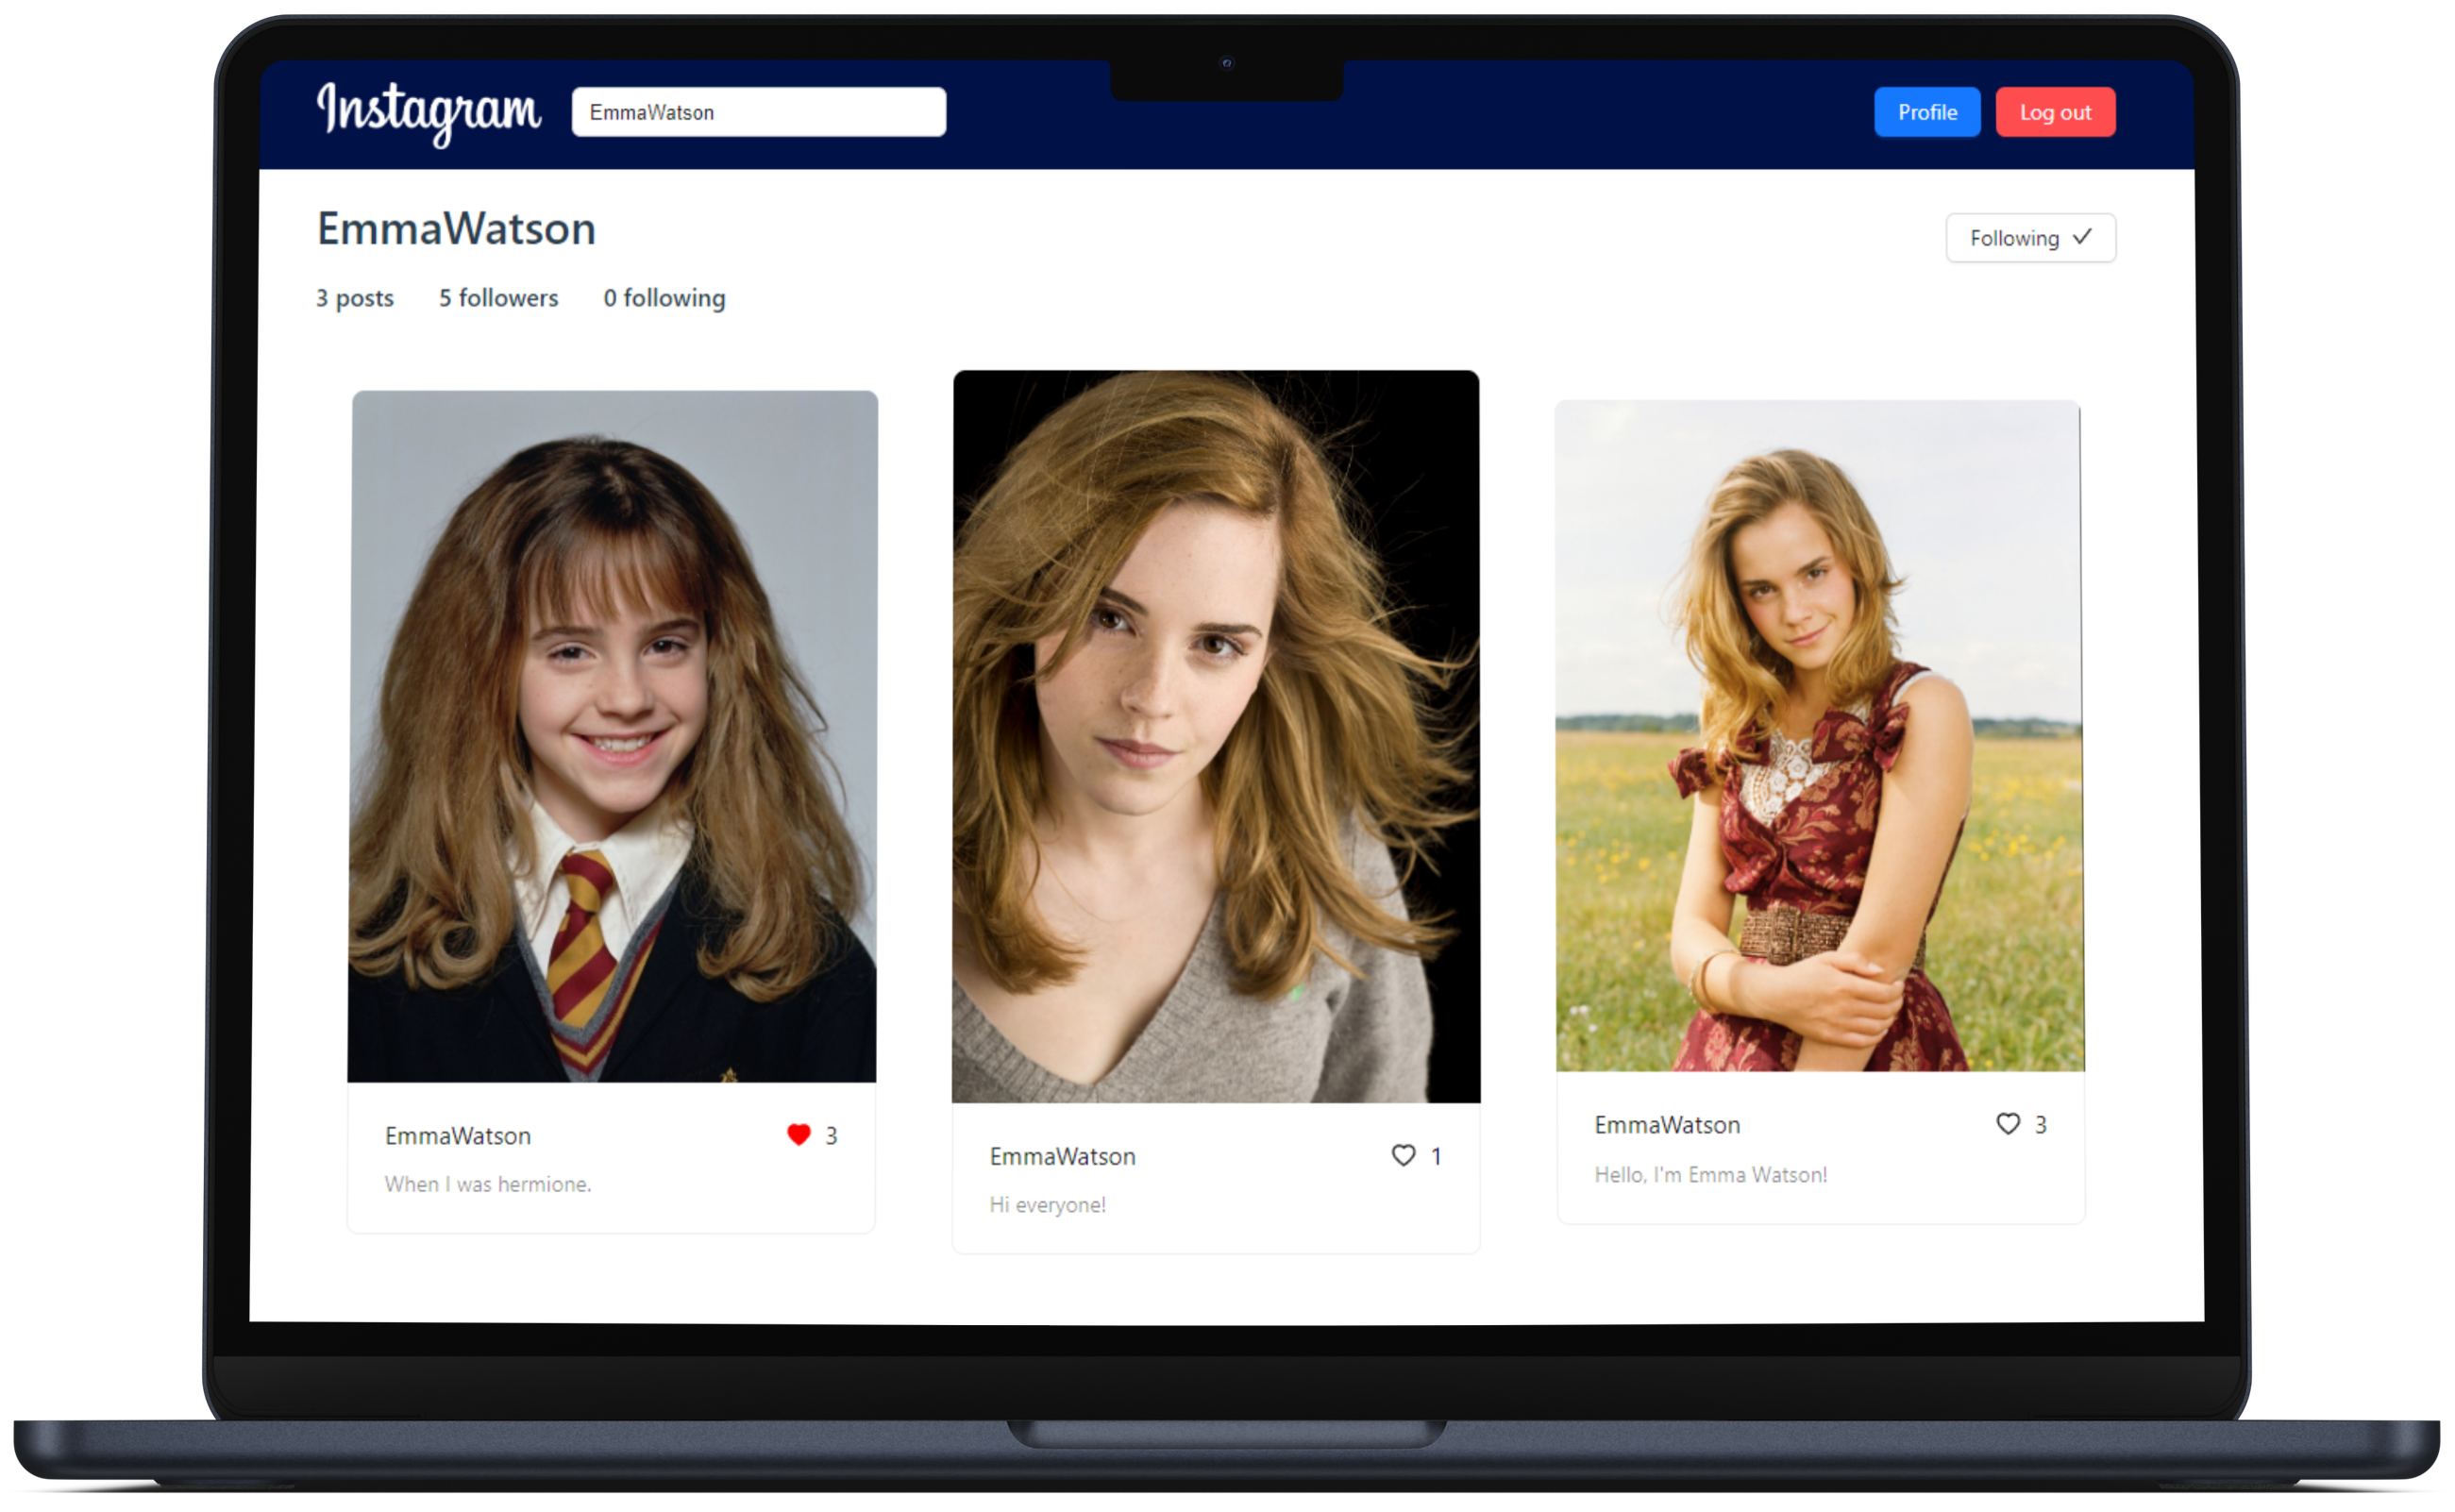 Instagram
EmmaWatson
Profile
Log out
EmmaWatson
Following
3 posts
5 followers
0 following
EmmaWatson
3
When I was hermione.
EmmaWatson
1
Hi everyone!
EmmaWatson
3
Hello, I'm Emma Watson!